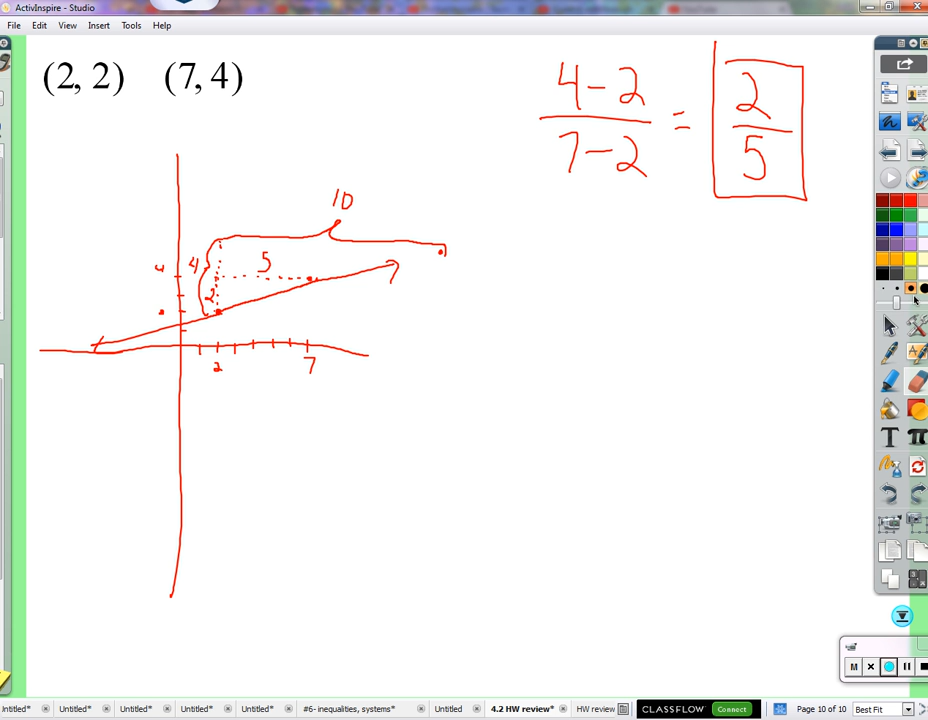 ActivInspire - Studio
File Edit View Insert Tools Help
(2, 2) (7, 4)
4 - 2
7 - 2
=
2
5
10
4
4
5
2
2
7
M
Intitled* Untitled* Untitled* Untitled* Untitled* #6- inequalities, systems* Untitled 4.2 HW review* HW review CLASSFLOW Connect Page 10 of 10 Best Fit